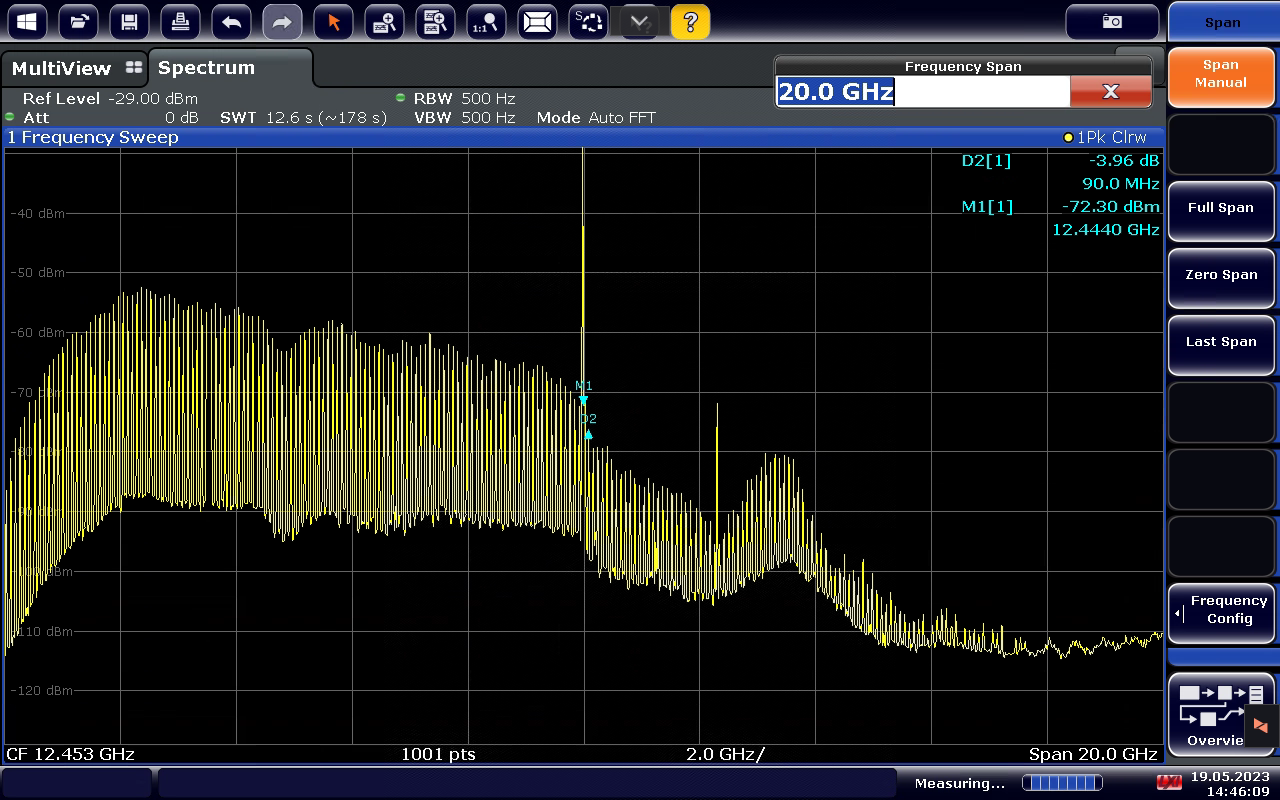 Span
MultiView
Spectrum
Frequency Span
20.0 GHz
X
Span Manual
Ref Level -29.00 dBm
RBW 500 Hz
Att 0 dB SWT 12.6 s (~178 s) VBW 500 Hz Mode Auto FFT
1 Frequency Sweep
1Pk Clrw
D2[1] -3.96 dB
90.0 MHz
M1[1] -72.30 dBm
12.4440 GHz
Full Span
Zero Span
Last Span
Frequency Config
Overvie
1:1
S
?
-40 dBm
-50 dBm
-60 dBm
-70 dBm
M1
D2
-110 dBm
-120 dBm
CF 12.453 GHz 1001 pts 2.0 GHz/ Span 20.0 GHz
Measuring...
19.05.2023
14:46:09